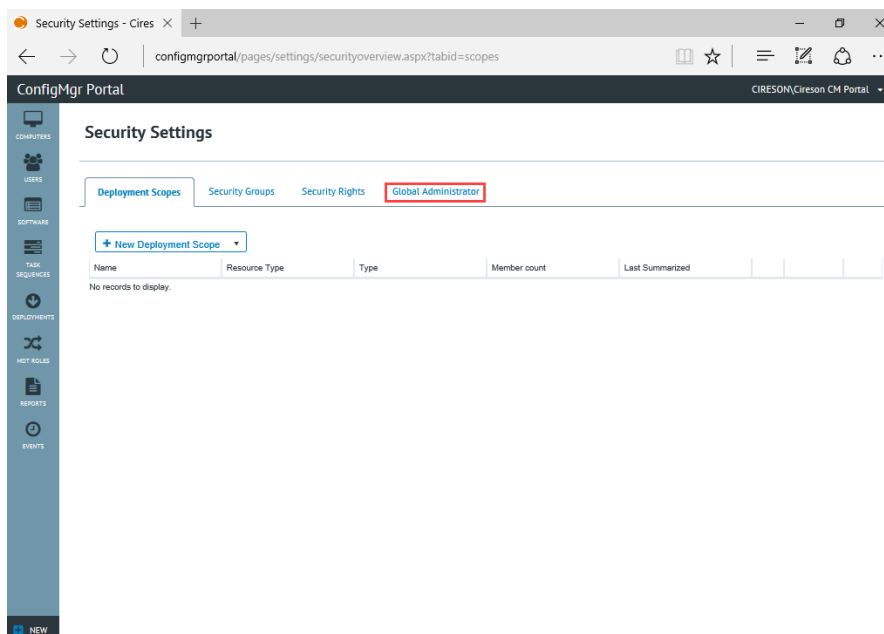 Security Settings - Cires
configmgrportal/pages/settings/securityoverview.aspx?tabid=scopes
ConfigMgr Portal
CIRESON\Cireson CM Portal
COMPUTERS
USERS
SOFTWARE
TASK
SEQUENCES
DEPLOYMENTS
MDT ROLES
REPORTS
EVENTS
NEW
Security Settings
Deployment Scopes Security Groups Security Rights Global Administrator
+ New Deployment Scope
Name Resource Type Type Member count Last Summarized
No records to display.